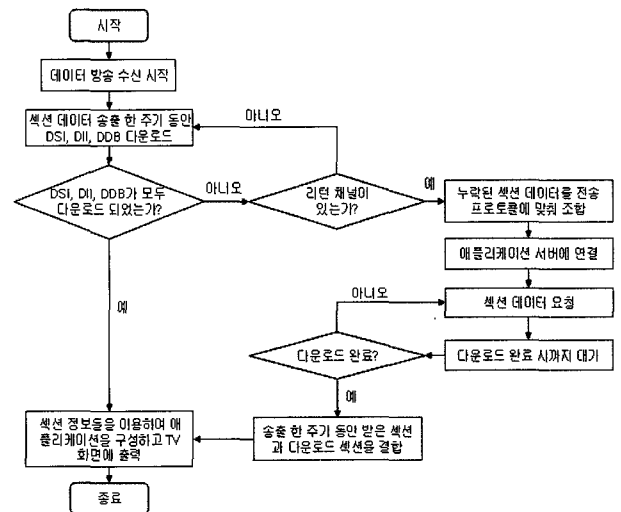 시작
데이터 방송 수신 시작
섹션 데이터 송출 한 주기 동안
DSI, DII, DDB 다운로드
아니오
DSI, DII, DDB가 모두
다운로드 되었는가?
아니오
리턴 채널이
있는가?
예
누락된 섹션 데이터를 전송
프로토콜에 맞춰 조합
애플리케이션 서버에 연결
아니오
섹션 데이터 요청
예
다운로드 완료?
다운로드 완료 시까지 대기
예
섹션 정보들을 이용하여 애
플리케이션을 구성하고 TV
화면에 출력
송출 한 주기 동안 받은 섹션
과 다운로드 섹션을 결합
종료